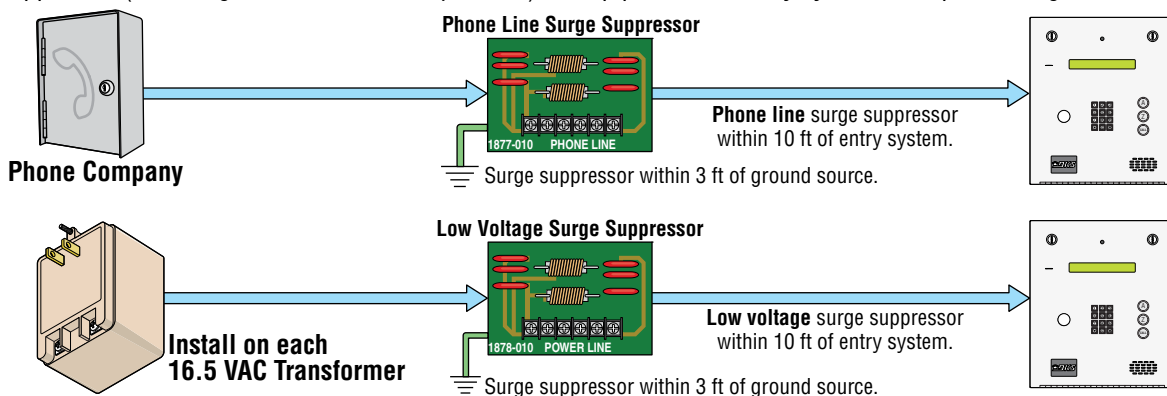 Phone Line Surge Suppressor
1877-010 PHONE LINE
Phone line surge suppressor
within 10 ft of entry system.
Phone Company
Surge suppressor within 3 ft of ground source.
Low Voltage Surge Suppressor
1878-010 POWER LINE
Low voltage surge suppressor
within 10 ft of entry system.
Install on each
16.5 VAC Transformer
Surge suppressor within 3 ft of ground source.
A
Z
A
Z